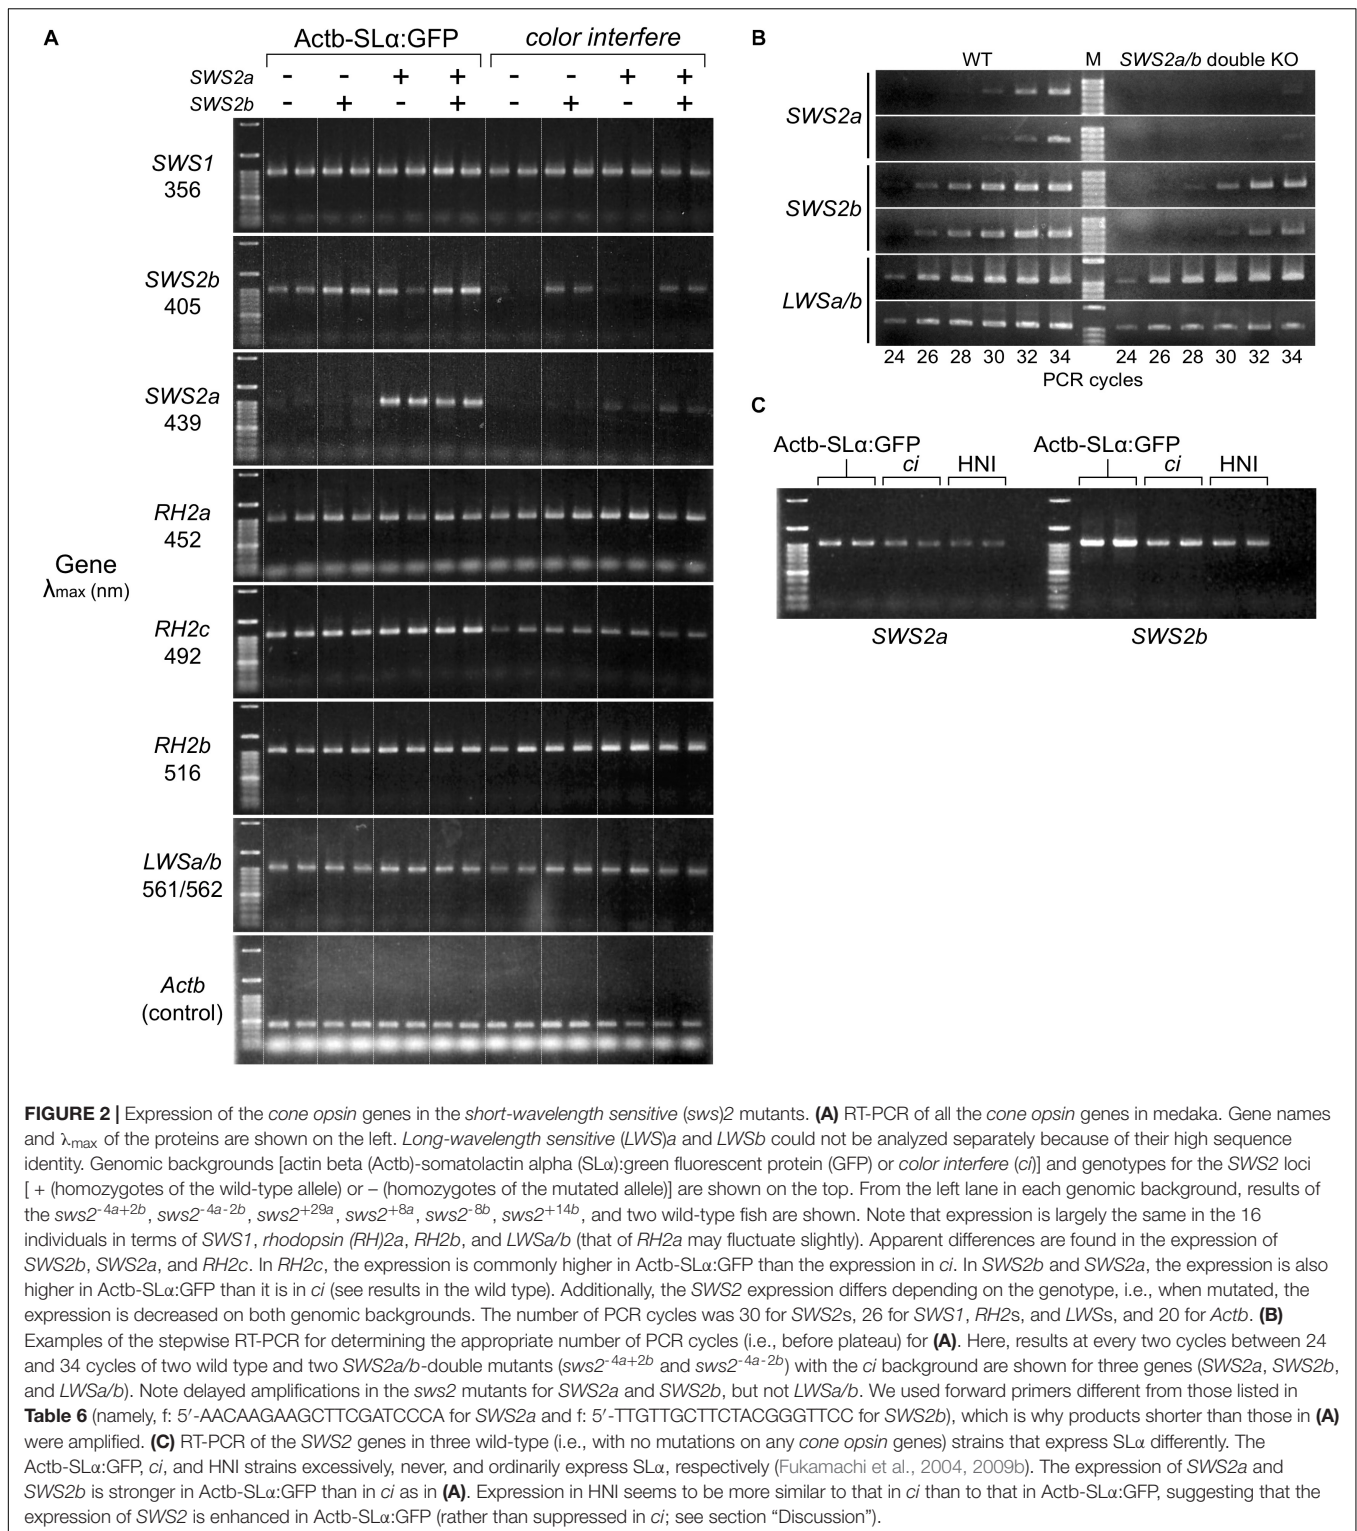 A
Actb-SLα:GFP color interfere
SWS2a - - + + - - + +
SWS2b - + - + - + - +
SWS1
356
SWS2b
405
SWS2a
439
RH2a
452
Gene
λmax (nm)
RH2c
492
RH2b
516
LWSa/b
561/562
Actb
(control)
B
WT M SWS2a/b double KO
SWS2a
SWS2b
LWSa/b
24 26 28 30 32 34 24 26 28 30 32 34
PCR cycles
C
Actb-SLα:GFP ci HNI Actb-SLα:GFP ci HNI
SWS2a SWS2b
FIGURE 2 | Expression of the cone opsin genes in the short-wavelength sensitive (sws)2 mutants. (A) RT-PCR of all the cone opsin genes in medaka. Gene names
and λmax of the proteins are shown on the left. Long-wavelength sensitive (LWS)a and LWSb could not be analyzed separately because of their high sequence
identity. Genomic backgrounds [actin beta (Actb)-somatolactin alpha (SLα):green fluorescent protein (GFP) or color interfere (ci)] and genotypes for the SWS2 loci
[ + (homozygotes of the wild-type allele) or – (homozygotes of the mutated allele)] are shown on the top. From the left lane in each genomic background, results of
the sws2-4a+2b, sws2-4a-2b, sws2+29a, sws2+8a, sws2-8b, sws2+14b, and two wild-type fish are shown. Note that expression is largely the same in the 16
individuals in terms of SWS1, rhodopsin (RH)2a, RH2b, and LWSa/b (that of RH2a may fluctuate slightly). Apparent differences are found in the expression of
SWS2b, SWS2a, and RH2c. In RH2c, the expression is commonly higher in Actb-SLα:GFP than the expression in ci. In SWS2b and SWS2a, the expression is also
higher in Actb-SLα:GFP than it is in ci (see results in the wild type). Additionally, the SWS2 expression differs depending on the genotype, i.e., when mutated, the
expression is decreased on both genomic backgrounds. The number of PCR cycles was 30 for SWS2s, 26 for SWS1, RH2s, and LWSs, and 20 for Actb. (B)
Examples of the stepwise RT-PCR for determining the appropriate number of PCR cycles (i.e., before plateau) for (A). Here, results at every two cycles between 24
and 34 cycles of two wild type and two SWS2a/b-double mutants (sws2-4a+2b and sws2-4a-2b) with the ci background are shown for three genes (SWS2a, SWS2b,
and LWSa/b). Note delayed amplifications in the sws2 mutants for SWS2a and SWS2b, but not LWSa/b. We used forward primers different from those listed in
Table 6 (namely, f: 5′-AACAAGAAGCTTCGATCCCA for SWS2a and f: 5′-TTGTTGCTTCTACGGGTTCC for SWS2b), which is why products shorter than those in (A)
were amplified. (C) RT-PCR of the SWS2 genes in three wild-type (i.e., with no mutations on any cone opsin genes) strains that express SLα differently. The
Actb-SLα:GFP, ci, and HNI strains excessively, never, and ordinarily express SLα, respectively (Fukamachi et al., 2004, 2009b). The expression of SWS2a and
SWS2b is stronger in Actb-SLα:GFP than in ci as in (A). Expression in HNI seems to be more similar to that in ci than to that in Actb-SLα:GFP, suggesting that the
expression of SWS2 is enhanced in Actb-SLα:GFP (rather than suppressed in ci; see section “Discussion”).